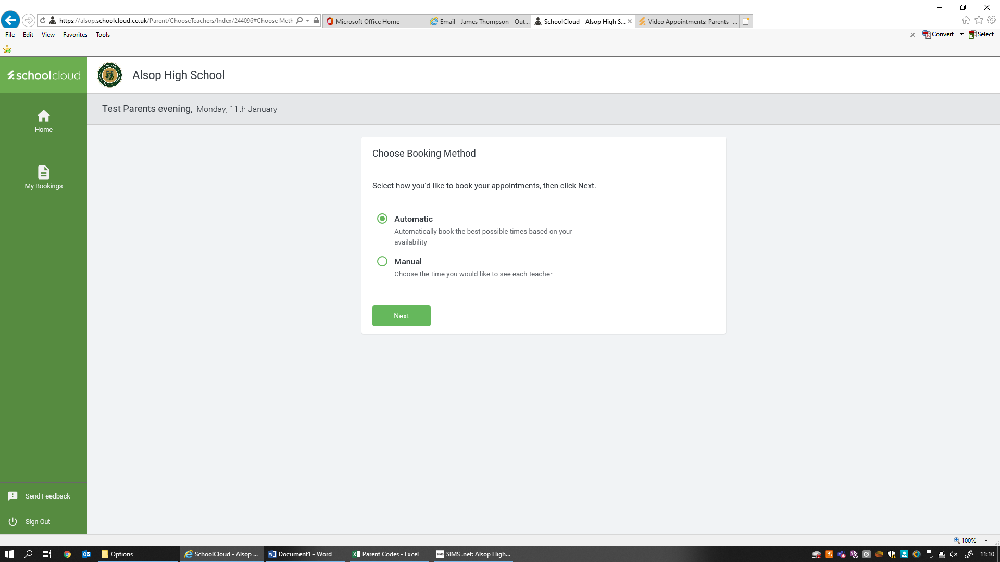 https://alsop.schoolcloud.co.uk/Parent/ChooseTeachers/Index/244096#Choose Meth
Microsoft Office Home
Email - James Thompson - Out...
SchoolCloud - Alsop High S...
Video Appointments: Parents -...
File Edit View Favorites Tools
Convert
Select
schoolcloud
Alsop High School
Test Parents evening, Monday, 11th January
Home
My Bookings
Choose Booking Method
Select how you'd like to book your appointments, then click Next.
Automatic
Automatically book the best possible times based on your
availability
Manual
Choose the time you would like to see each teacher
Next
Send Feedback
Sign Out
100%
Options
SchoolCloud - Alsop ...
Document1 - Word
Parent Codes - Excel
SIMS .net: Alsop High...
11:10